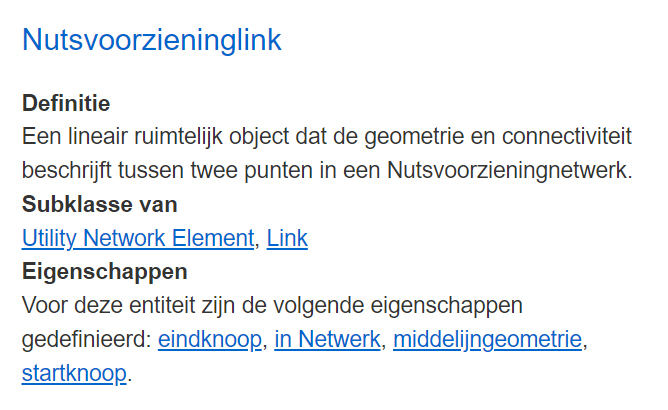 Nutsvoorzieninglink
Definitie
Een lineair ruimtelijk object dat de geometrie en connectiviteit
beschrijft tussen twee punten in een Nutsvoorzieningnetwerk.
Subklasse van
Utility Network Element, Link
Eigenschappen
Voor deze entiteit zijn de volgende eigenschappen
gedefinieerd: eindknoop, in Netwerk, middelijngeometrie,
startknoop.